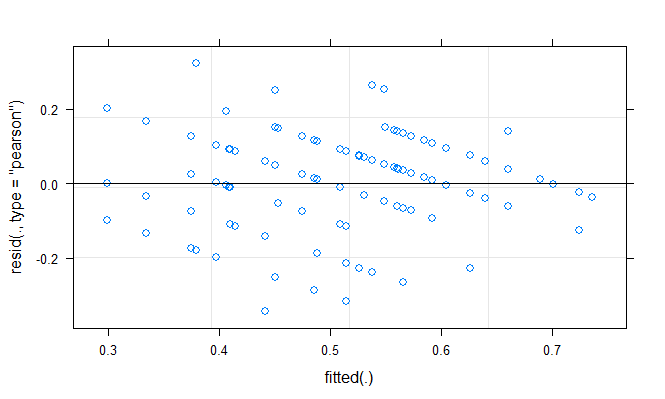 resid(., type = "pearson")
0.2
0.0
-0.2
0.3 0.4 0.5 0.6 0.7
fitted(.)